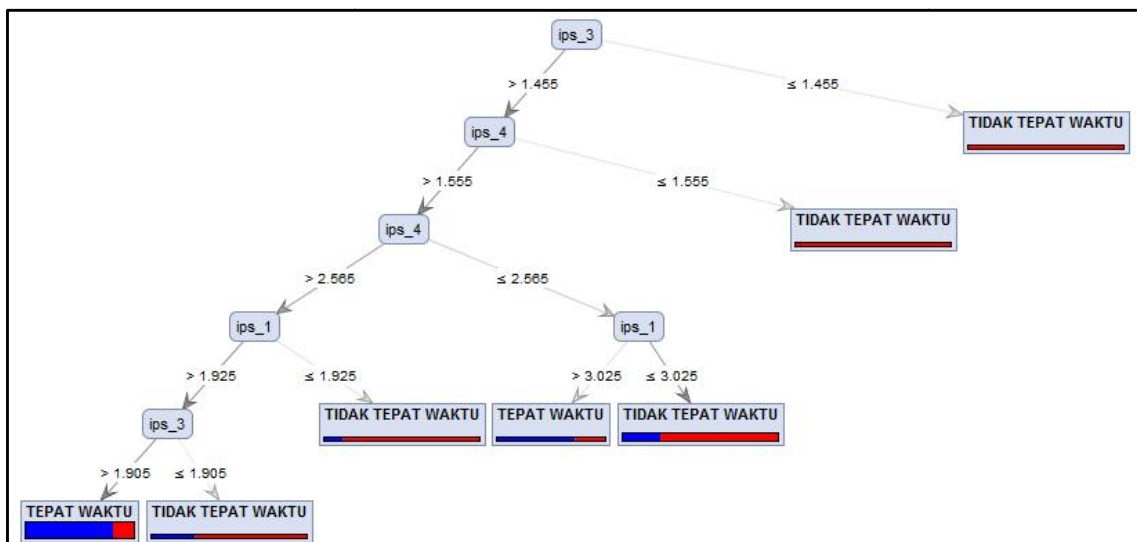 ips_3
> 1.455
≤ 1.455
ips_4
TIDAK TEPAT WAKTU
> 1.555
≤ 1.555
ips_4
TIDAK TEPAT WAKTU
> 2.565
≤ 2.565
ips_1
ips_1
> 1.925
≤ 1.925
> 3.025
≤ 3.025
ips_3
TIDAK TEPAT WAKTU
TEPAT WAKTU
TIDAK TEPAT WAKTU
> 1.905
≤ 1.905
TEPAT WAKTU
TIDAK TEPAT WAKTU